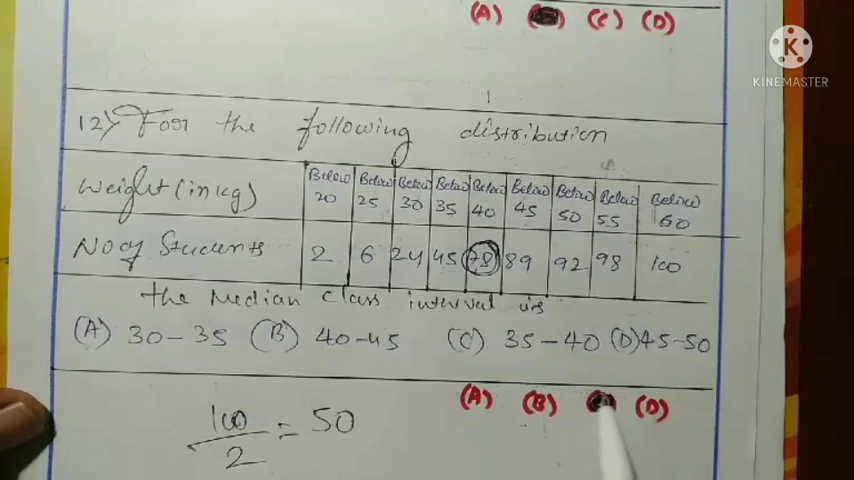 (A) (C) (D)
K
KINEMASTER
12) For the following distribution
Weight (in kg) Below 20 Below 25 Below 30 Below 35 Below 40 Below 45 Below 50 Below 55 Below 60
No of Students 2 6 24 45 78 89 92 98 100
the Median class interval is
(A) 30-35 (B) 40-45 (C) 35-40 (D) 45-50
(A) (B) (D)
100/2 = 50